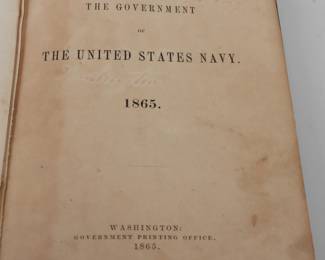 THE GOVERNMENT
OF
THE UNITED STATES NAVY.
1865.
WASHINGTON:
GOVERNMENT PRINTING OFFICE.
1865.